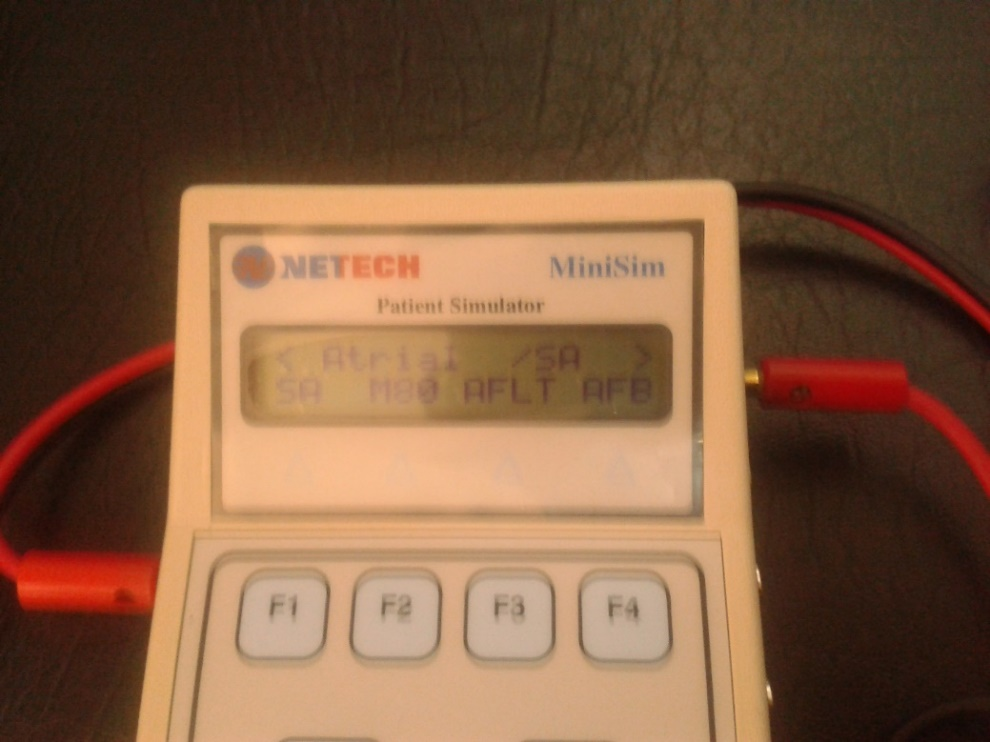 NETECH MiniSim
Patient Simulator
< Atrial /SA >
SA M80 AFLT AFB
F1 F2 F3 F4